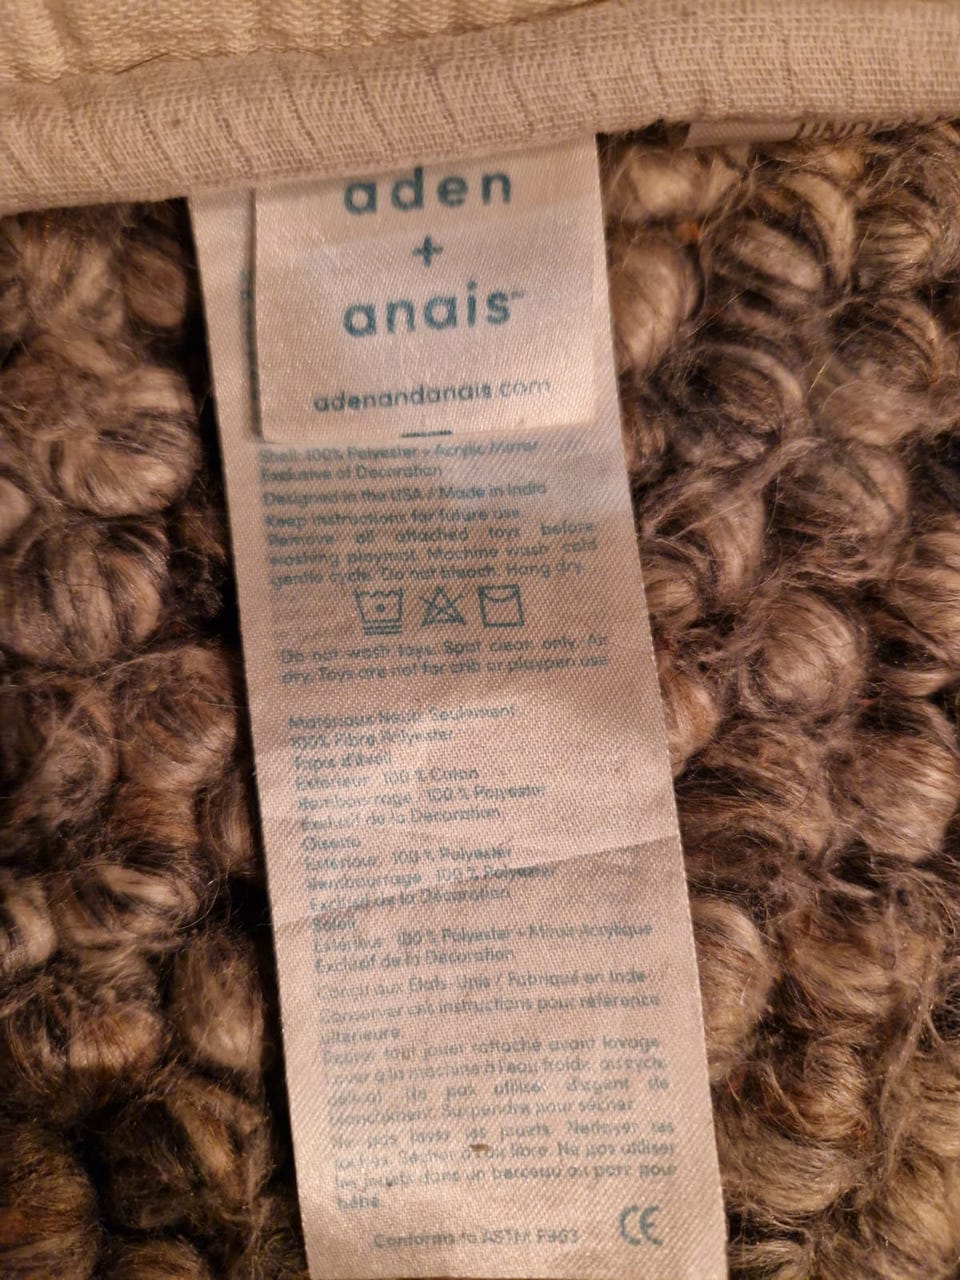 UNDER
aden
+
anais™
adenandanais.com
Shell: 100% Polyester + Acrylic Mirror
Exclusive of Decoration
Designed in the USA / Made in India
Keep instructions for future use
Remove all attached toys before
washing playmat. Machine wash cold
gentle cycle. Do not bleach. Hang dry.
Do not wash toys. Spot clean only. Air
dry. Toys are not for crib or playpen use
Matériaux Neufs Seulement
100% Fibre Polyester
Tapis d'éveil
Extérieur: 100 % Coton
Rembourrage: 100 % Polyester
Exclusif de la Décoration
Oiseau
Extérieur: 100 % Polyester
Rembourrage: 100 % Polyester
Exclusif de la Décoration
Soleil
Extérieur: 100 % Polyester + Miroir Acrylique
Exclusif de la Décoration
Conçu aux États-Unis / Fabriqué en Inde
Conserver ces instructions pour référence
ultérieure.
tout jouet rattaché avant lavage.
Laver à la machine à l'eau froide, au cycle
délicat. Ne pas utiliser d'agent de
blanchiment. Suspendre pour sécher
Ne pas laver les jouets. Nettoyer les
taches. Sécher à l'air libre. Ne pas utiliser
les jouets dans un berceau ou parc pour
bébé.
Conforms to ASTM F963
CE